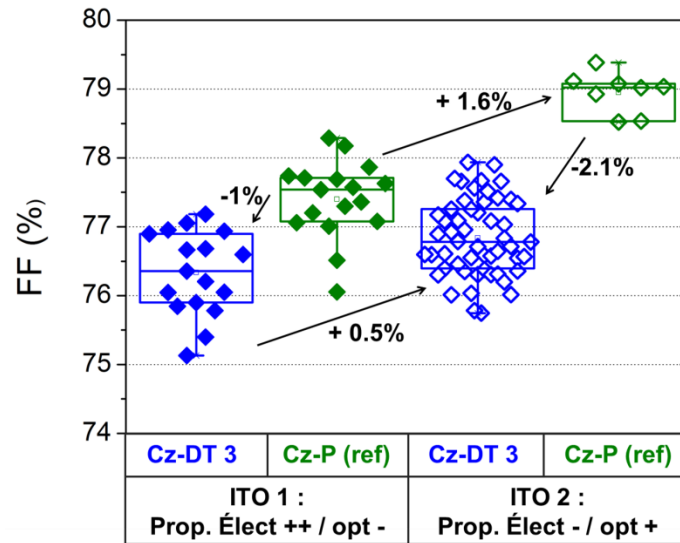 80
79
78
77
76
75
74
FF (%)
+ 1.6%
-2.1%
-1%
+ 0.5%
Cz-DT 3 Cz-P (ref) Cz-DT 3 Cz-P (ref)
ITO 1 : ITO 2 :
Prop. Élect ++ / opt - Prop. Élect - / opt +